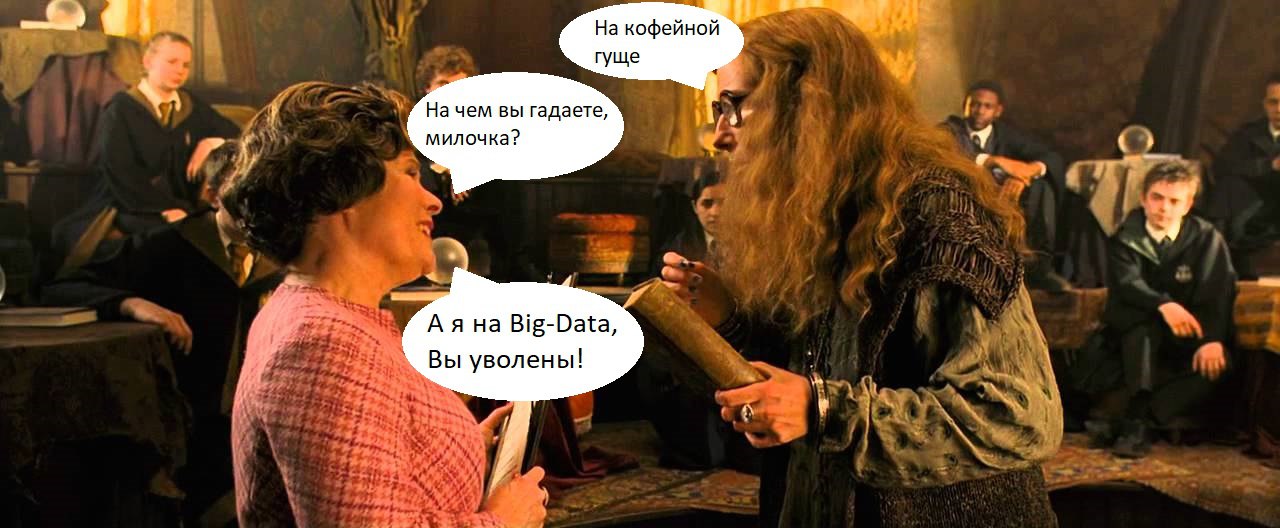 На чем вы гадаете,
милочка?
На кофейной
гуще
А я на Big-Data,
Вы уволены!